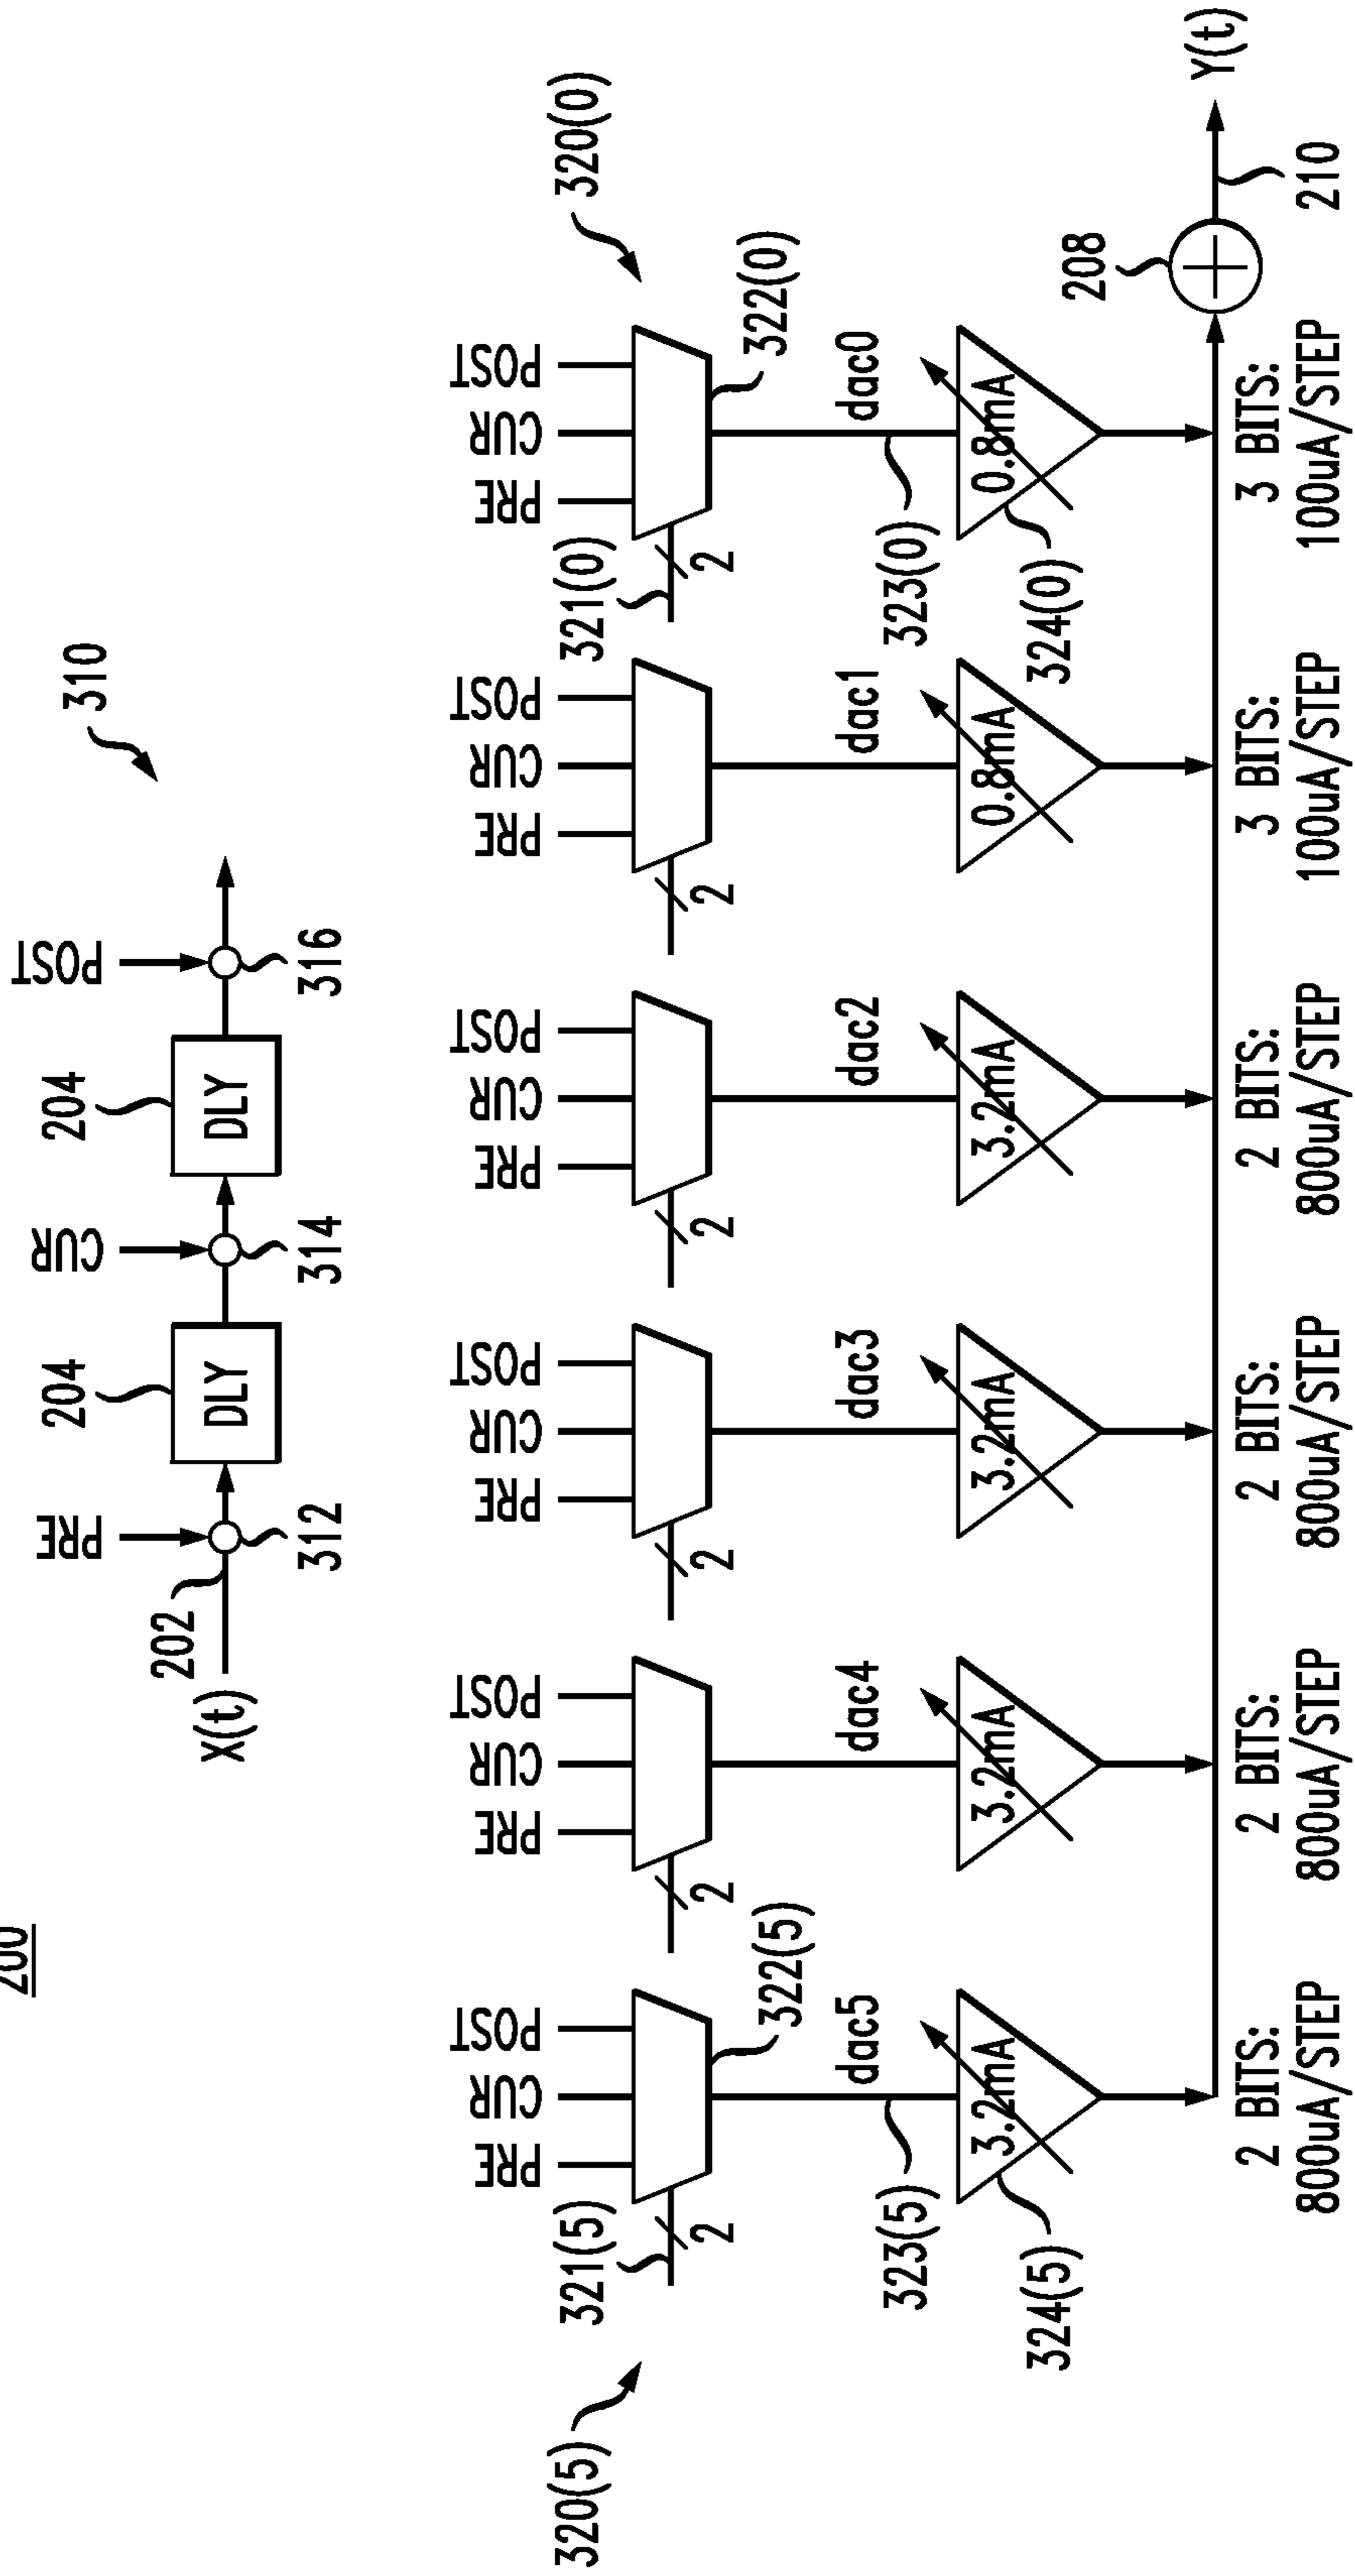 200
310
PRE
CUR
POST
204
204
202
X(t)
DLY
DLY
312
314
316
320(5)
320(0)
PRE CUR POST
PRE CUR POST
PRE CUR POST
PRE CUR POST
PRE CUR POST
PRE CUR POST
321(5)
321(0)
2
2
2
2
2
2
322(5)
322(0)
dac5
dac4
dac3
dac2
dac1
dac0
323(5)
323(0)
3.2mA
3.2mA
3.2mA
3.2mA
0.8mA
0.8mA
324(5)
324(0)
208
Y(t)
210
2 BITS:
800uA/STEP
2 BITS:
800uA/STEP
2 BITS:
800uA/STEP
2 BITS:
800uA/STEP
3 BITS:
100uA/STEP
3 BITS:
100uA/STEP